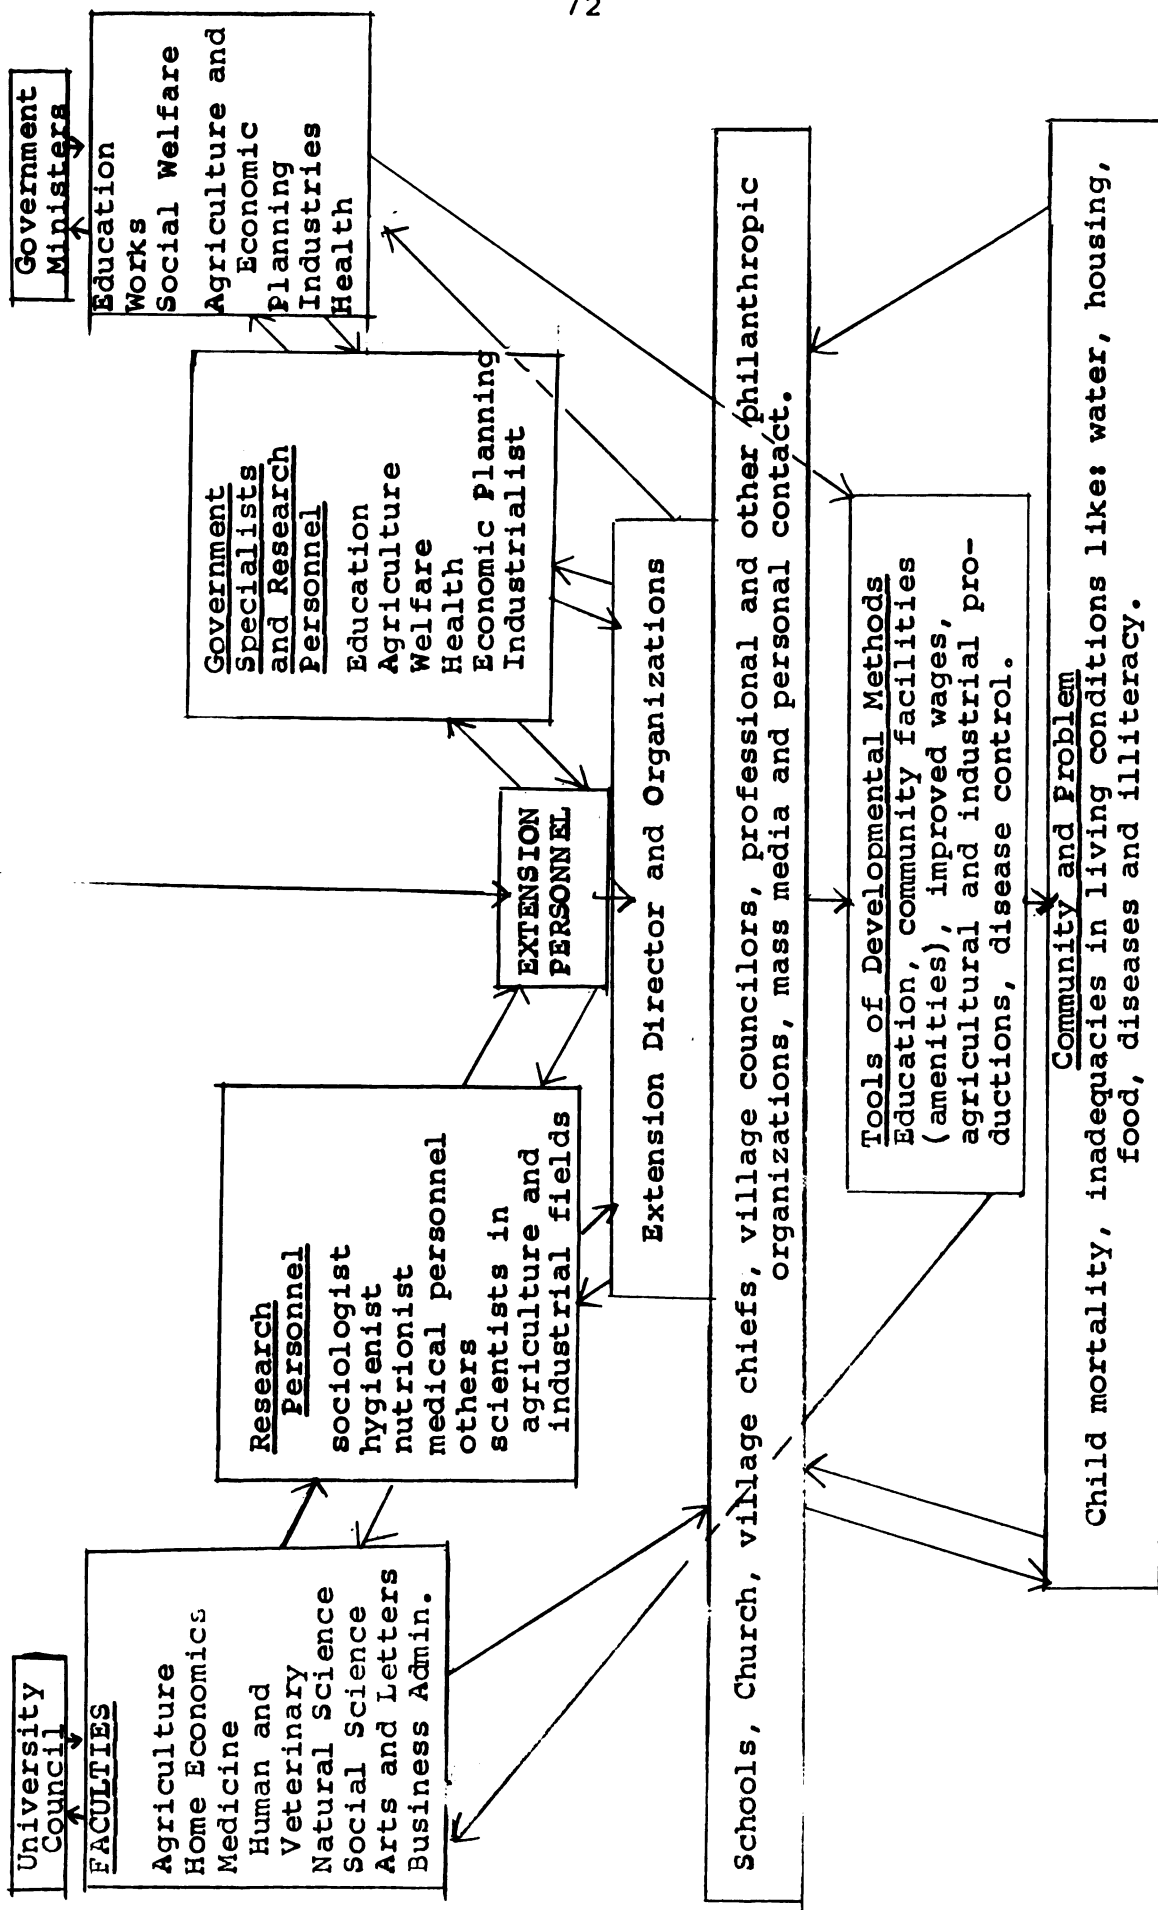 72
University
Council
FACULTIES
Agriculture
Home Economics
Medicine
Human and
Veterinary
Natural Science
Social Science
Arts and Letters
Business Admin.
Research
Personnel
sociologist
hygienist
nutrionist
medical personnel
others
scientists in
agriculture and
industrial fields
EXTENSION
PERSONNEL
Government
Specialists
and Research
Personnel
Education
Agriculture
Welfare
Health
Economic Planning
Industrialist
Government
Ministers
Education
Works
Social Welfare
Agriculture and
Economic
Planning
Industries
Health
Extension Director and Organizations
Schools, Church, village chiefs, village councilors, professional and other philanthropic
organizations, mass media and personal contact.
Tools of Developmental Methods
Education, community facilities
(amenities), improved wages,
agricultural and industrial pro-
ductions, disease control.
Community and Problem
Child mortality, inadequacies in living conditions like: water, housing,
food, diseases and illiteracy.